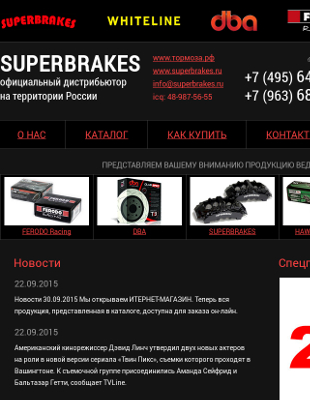 SUPERBRAKES
WHITELINE
dba
SUPERBRAKES
официальный дистрибьютор
на территории России
www.тормоза.рф
www.superbrakes.ru
info@superbrakes.ru
icq: 48-987-56-55
+7 (495) 64
+7 (963) 68
О НАС
КАТАЛОГ
КАК КУПИТЬ
КОНТАКТ
ПРЕДСТАВЛЯЕМ ВАШЕМУ ВНИМАНИЮ ПРОДУКЦИЮ ВЕД
FERODO Racing
DBA
SUPERBRAKES
HAW
Новости
Спец
22.09.2015
Новости 30.09.2015 Мы открываем ИТЕРНЕТ-МАГАЗИН. Теперь вся
продукция, представленная в каталоге, доступна для заказа он-лайн.
22.09.2015
Американский кинорежиссер Дэвид Линч утвердил двух новых актеров
на роли в новой версии сериала «Твин Пикс», съемки которого проходят в
Вашингтоне. К съемочной группе присоединились Аманда Сейфрид и
Бальтазар Гетти, сообщает TVLine.
2